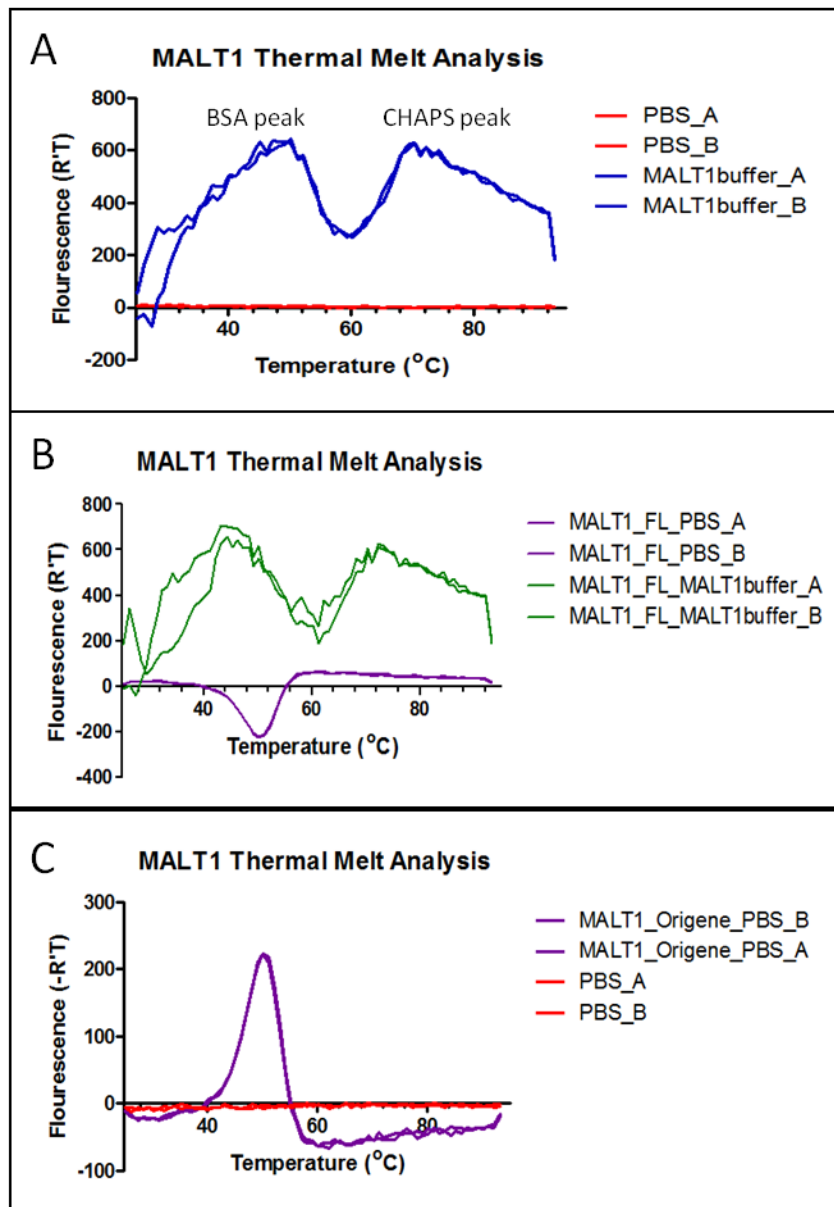 A
MALT1 Thermal Melt Analysis
BSA peak
CHAPS peak
PBS_A
PBS_B
MALT1buffer_A
MALT1buffer_B
Flourescence (R'T)
800
600
400
200
0
-200
40
60
80
Temperature (°C)
B
MALT1 Thermal Melt Analysis
MALT1_FL_PBS_A
MALT1_FL_PBS_B
MALT1_FL_MALT1buffer_A
MALT1_FL_MALT1buffer_B
Flourescence (R'T)
800
600
400
200
0
-200
-400
40
60
80
Temperature (°C)
C
MALT1 Thermal Melt Analysis
MALT1_Origene_PBS_B
MALT1_Origene_PBS_A
PBS_A
PBS_B
Flourescence (-R'T)
300
200
100
0
-100
40
60
80
Temperature (°C)